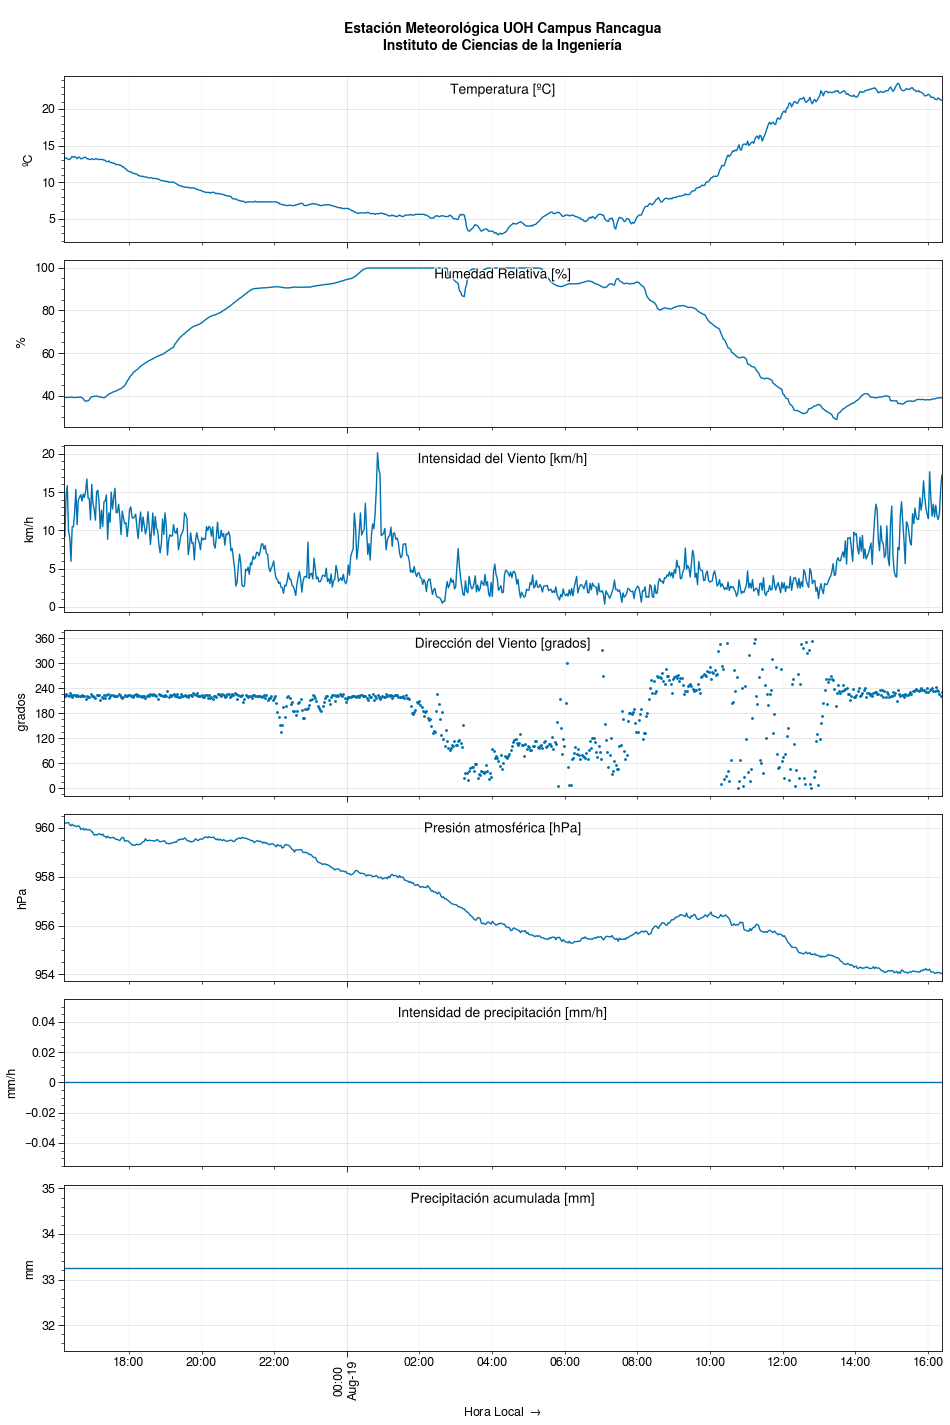 Estación Meteorológica UOH Campus Rancagua
Instituto de Ciencias de la Ingeniería
Temperatura [ºC]
ºC
20
15
10
5
Humedad Relativa [%]
%
100
80
60
40
Intensidad del Viento [km/h]
km/h
20
15
10
5
0
Dirección del Viento [grados]
grados
360
300
240
180
120
60
0
Presión atmosférica [hPa]
hPa
960
958
956
954
Intensidad de precipitación [mm/h]
mm/h
0.04
0.02
0
−0.02
−0.04
Precipitación acumulada [mm]
mm
35
34
33
32
18:00 20:00 22:00 00:00 02:00 04:00 06:00 08:00 10:00 12:00 14:00 16:00
Aug-19
Hora Local →